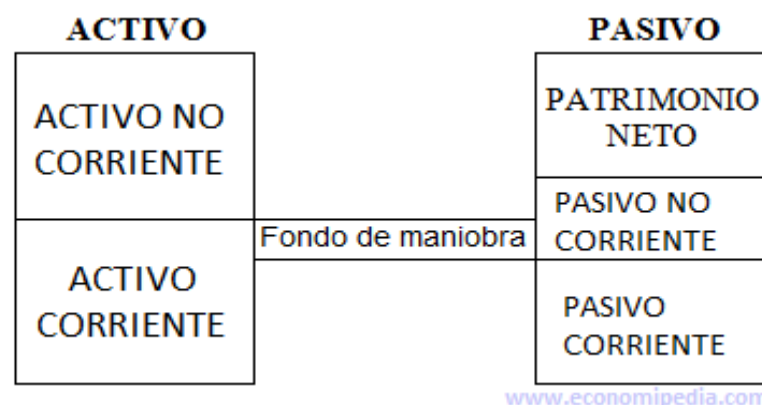 ACTIVO
ACTIVO NO
CORRIENTE
ACTIVO
CORRIENTE
Fondo de maniobra
PASIVO
PATRIMONIO
NETO
PASIVO NO
CORRIENTE
PASIVO
CORRIENTE
www.economipedia.com